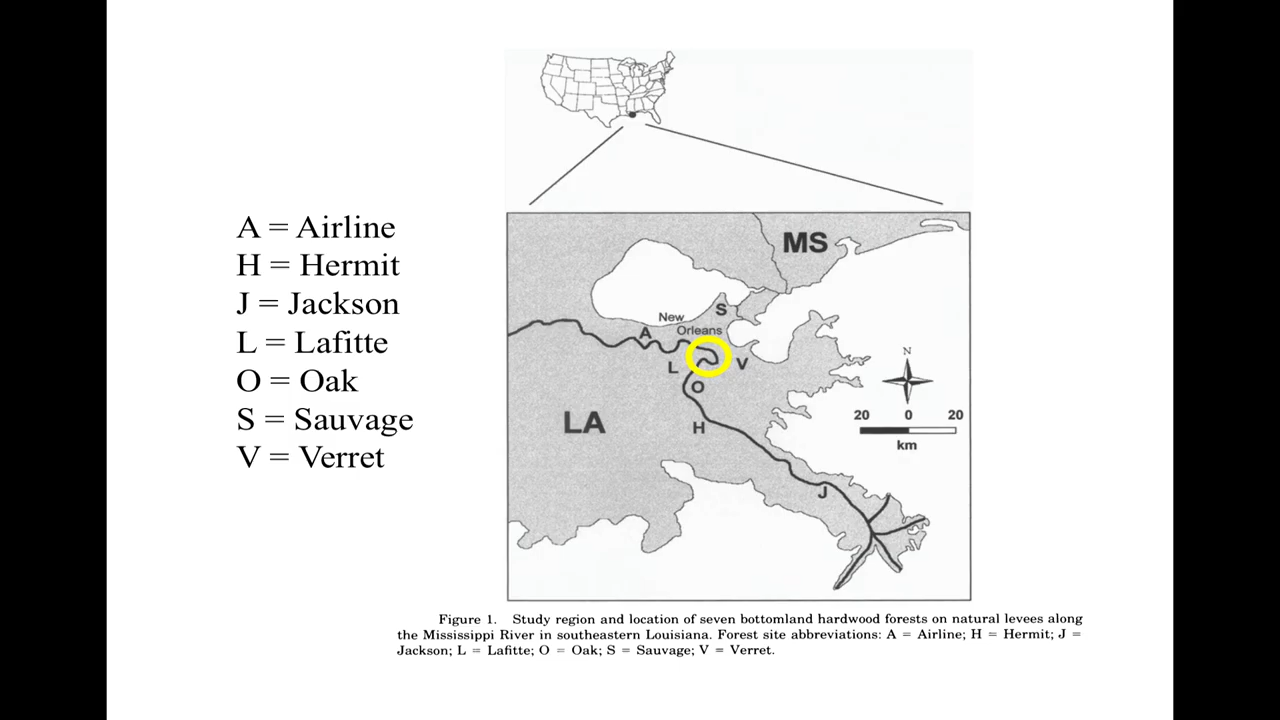 A = Airline
H = Hermit
J = Jackson
L = Lafitte
O = Oak
S = Sauvage
V = Verret
MS
S
New
Orleans
A
L
V
O
N
LA
H
20 0 20
km
J
Figure 1. Study region and location of seven bottomland hardwood forests on natural levees along
the Mississippi River in southeastern Louisiana. Forest site abbreviations: A = Airline; H = Hermit; J =
Jackson; L = Lafitte; O = Oak; S = Sauvage; V = Verret.